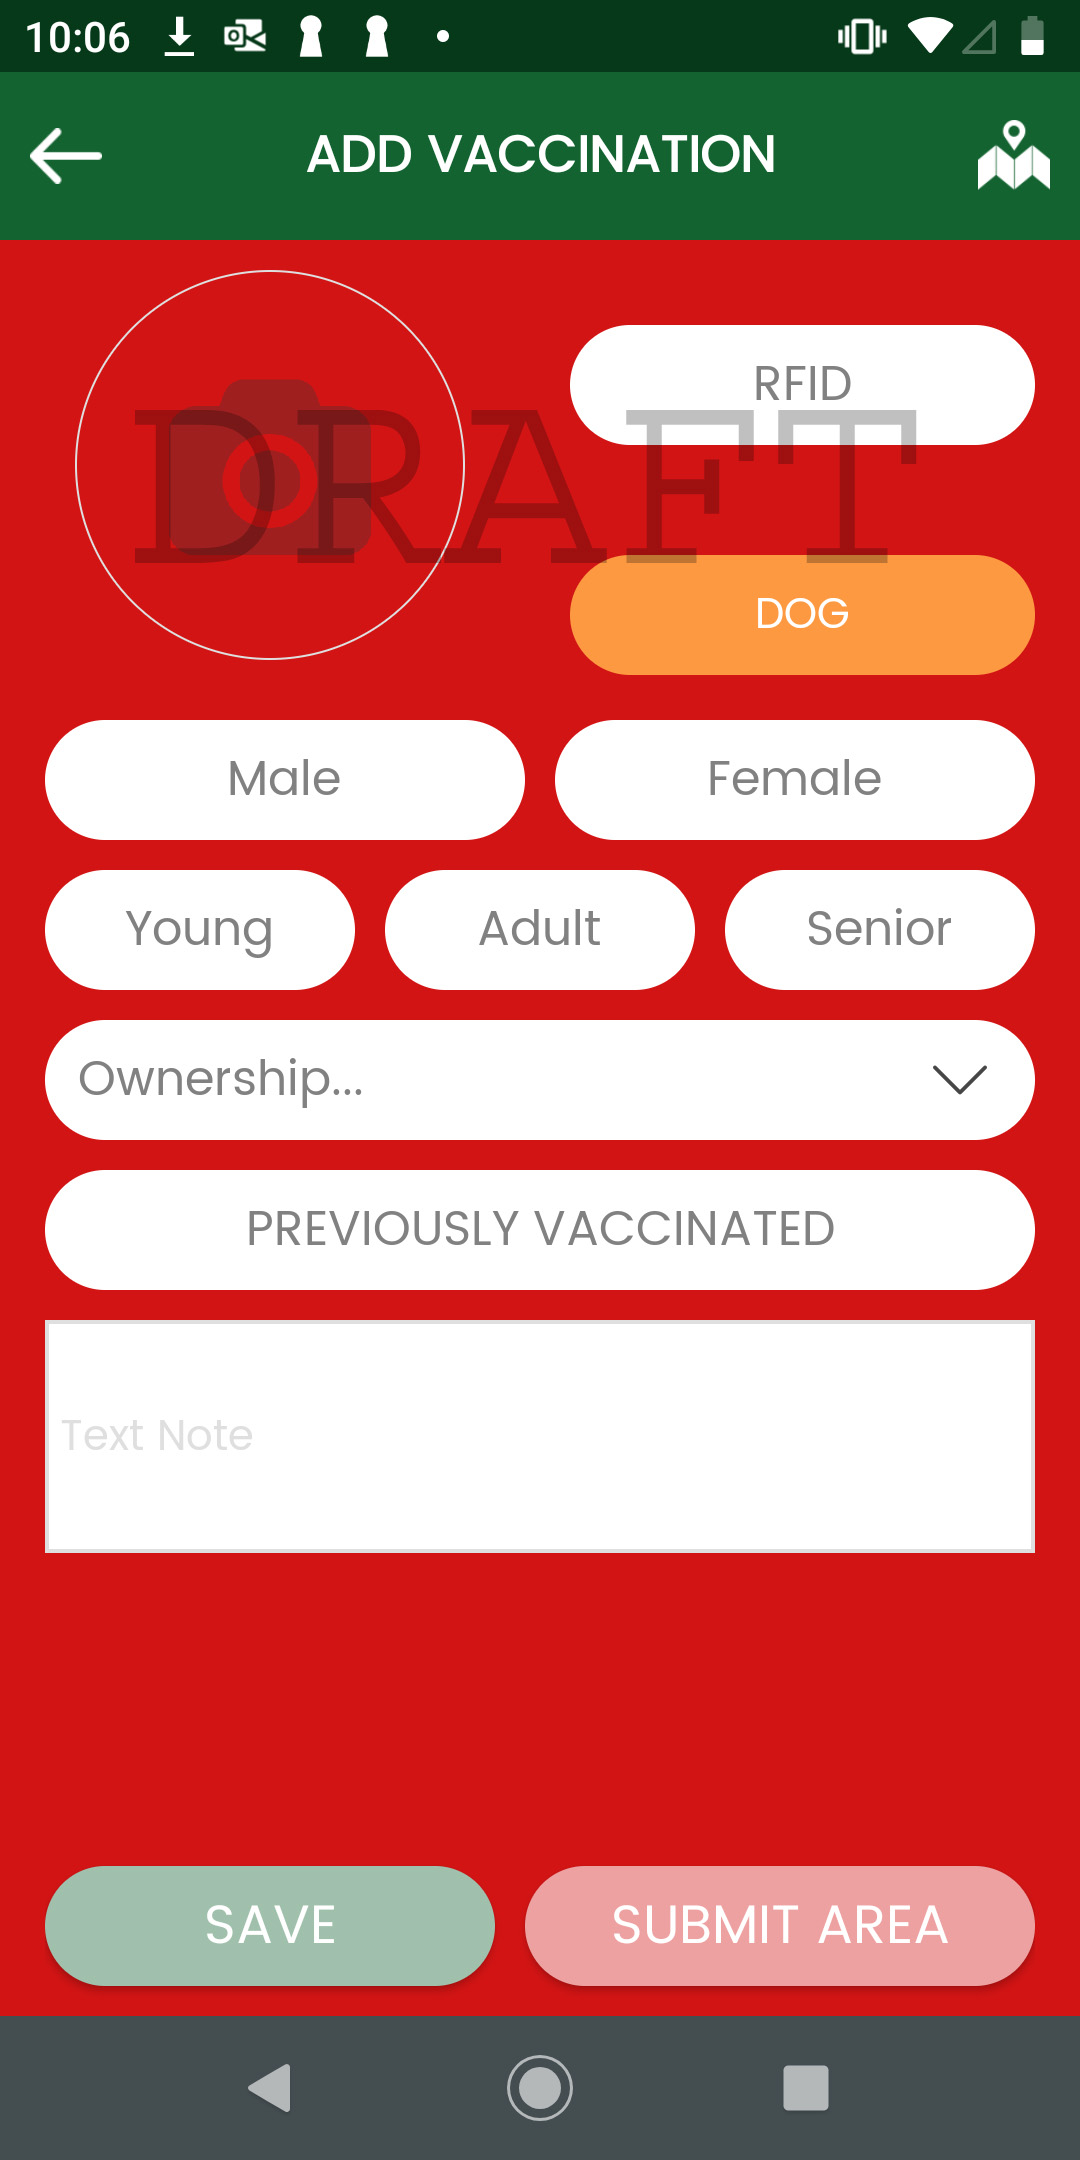 10:06
ADD VACCINATION
RFID
DRAFT
DOG
Male Female
Young Adult Senior
Ownership...
PREVIOUSLY VACCINATED
Text Note
SAVE SUBMIT AREA